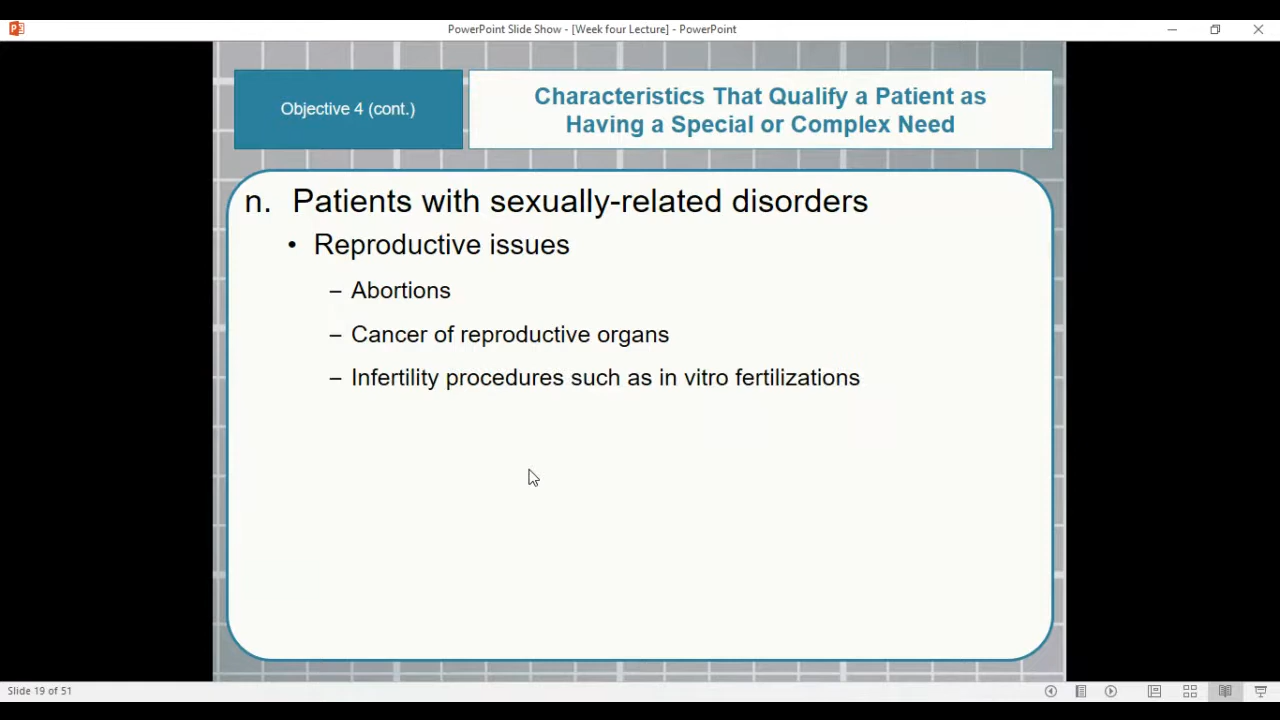 PowerPoint Slide Show - [Week four Lecture] - PowerPoint
Objective 4 (cont.)
Characteristics That Qualify a Patient as
Having a Special or Complex Need
n. Patients with sexually-related disorders
• Reproductive issues
– Abortions
– Cancer of reproductive organs
– Infertility procedures such as in vitro fertilizations
Slide 19 of 51